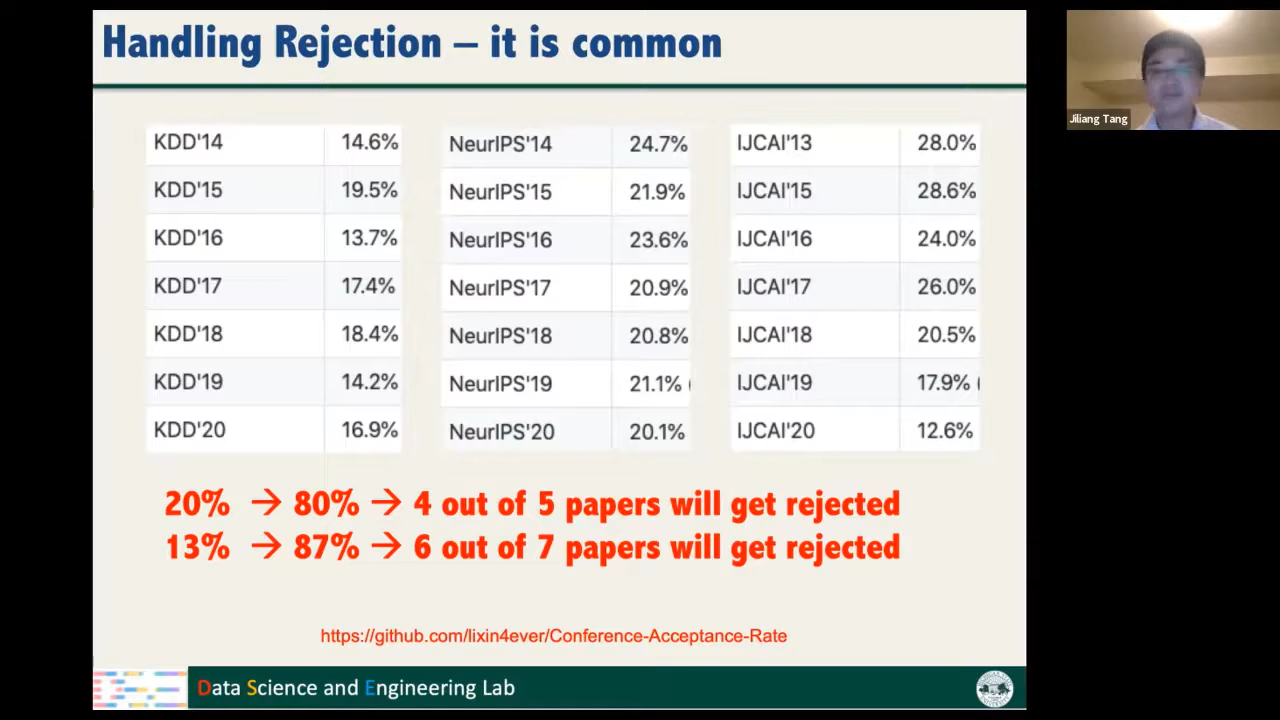 Handling Rejection – it is common
Jiliang Tang
KDD'14 14.6%
KDD'15 19.5%
KDD'16 13.7%
KDD'17 17.4%
KDD'18 18.4%
KDD'19 14.2%
KDD'20 16.9%
NeurIPS'14 24.7%
NeurIPS'15 21.9%
NeurIPS'16 23.6%
NeurIPS'17 20.9%
NeurIPS'18 20.8%
NeurIPS'19 21.1% (
NeurIPS'20 20.1%
IJCAI'13 28.0%
IJCAI'15 28.6%
IJCAI'16 24.0%
IJCAI'17 26.0%
IJCAI'18 20.5%
IJCAI'19 17.9% (
IJCAI'20 12.6%
20% → 80% → 4 out of 5 papers will get rejected
13% → 87% → 6 out of 7 papers will get rejected
https://github.com/lixin4ever/Conference-Acceptance-Rate
Data Science and Engineering Lab